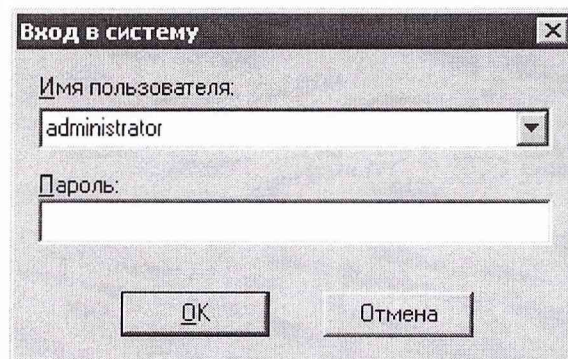 Вход в систему
Имя пользователя:
administrator
Пароль:
OK
Отмена